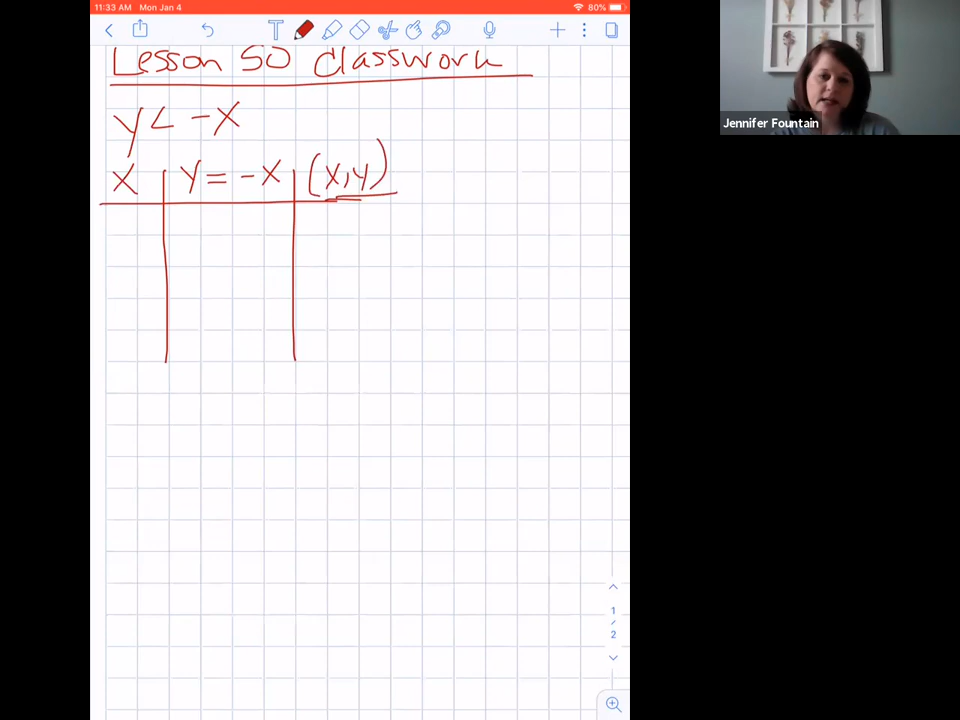 11:33 AM Mon Jan 4
80%
T
Lesson 50 Classwork
y < -x
x y = -x (x,y)
1
/
2
Jennifer Fountain